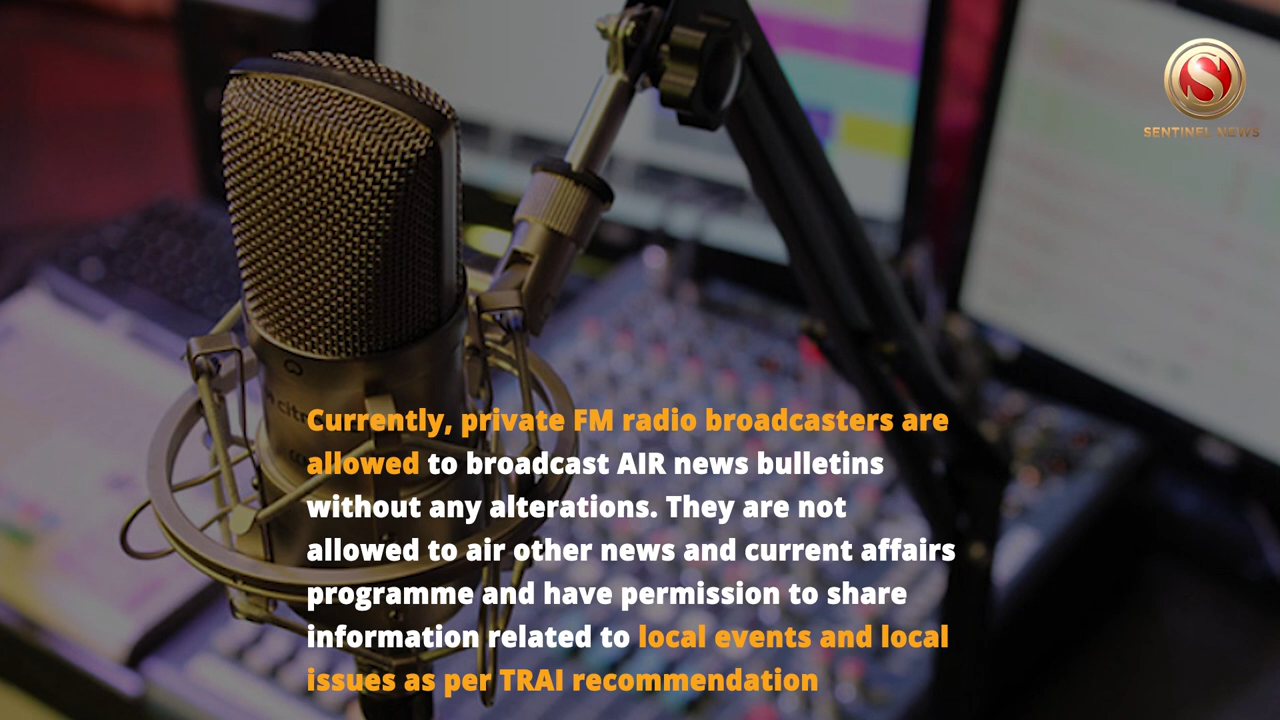 SENTINEL NEWS
Currently, private FM radio broadcasters are
allowed to broadcast AIR news bulletins
without any alterations. They are not
allowed to air other news and current affairs
programme and have permission to share
information related to local events and local
issues as per TRAI recommendation